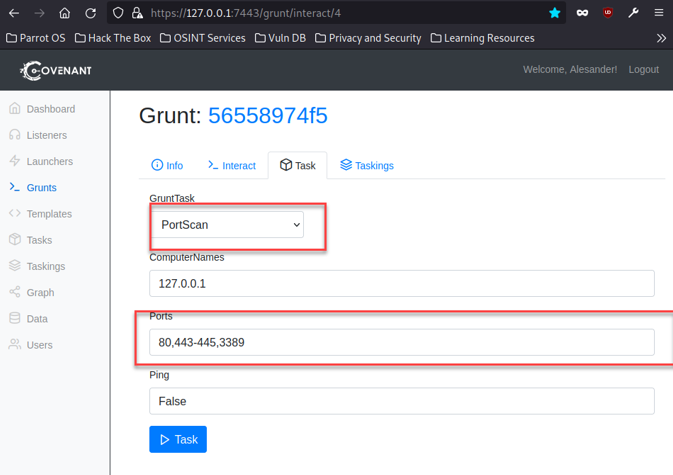 https://127.0.0.1:7443/grunt/interact/4
Parrot OS Hack The Box OSINT Services Vuln DB Privacy and Security Learning Resources
COVENANT Welcome, Alesander! Logout
Dashboard
Listeners
Launchers
Grunts
Templates
Tasks
Taskings
Graph
Data
Users
Grunt: 56558974f5
Info Interact Task Taskings
GruntTask
PortScan
ComputerNames
127.0.0.1
Ports
80,443-445,3389
Ping
False
Task